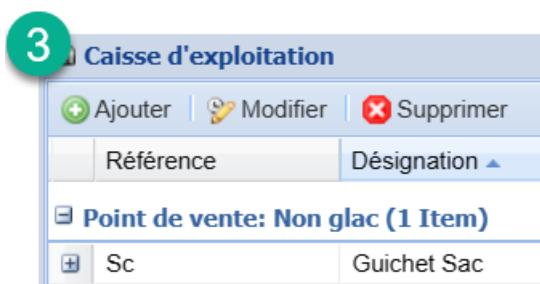 3
Caisse d'exploitation
Ajouter Modifier Supprimer
Référence Désignation
Point de vente: Non glac (1 Item)
Sc Guichet Sac